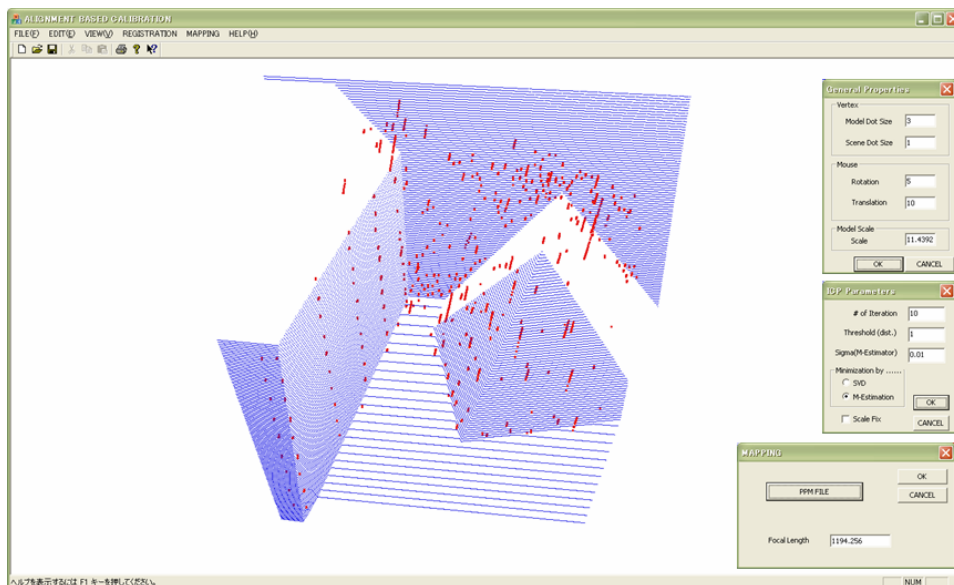 ALIGNMENT BASED CALIBRATION
FILE(F) EDIT(E) VIEW(V) REGISTRATION MAPPING HELP(H)
General Properties
Vertex
Model Dot Size 3
Scene Dot Size 1
Mouse
Rotation 5
Translation 10
Model Scale
Scale 11.4392
OK CANCEL
ICP Parameters
# of Iteration 10
Threshold (dist.) 1
Sigma(M-Estimator) 0.01
Minimization by ......
SVD
M-Estimation
OK
Scale Fix
CANCEL
MAPPING
OK
PPM FILE
CANCEL
Focal Length 1194.256
ヘルプを表示するには F1 キーを押してください。
NUM